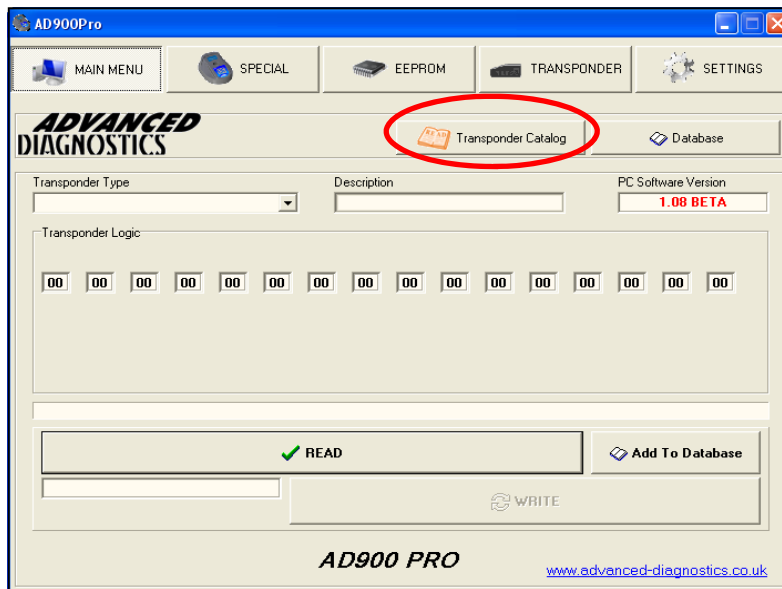 AD900Pro
MAIN MENU
SPECIAL
EEPROM
TRANSPONDER
SETTINGS
ADVANCED
DIAGNOSTICS
READ
Transponder Catalog
Database
Transponder Type
Description
PC Software Version
1.08 BETA
Transponder Logic
00 00 00 00 00 00 00 00 00 00 00 00 00 00 00 00
READ
Add To Database
WRITE
AD900 PRO
www.advanced-diagnostics.co.uk